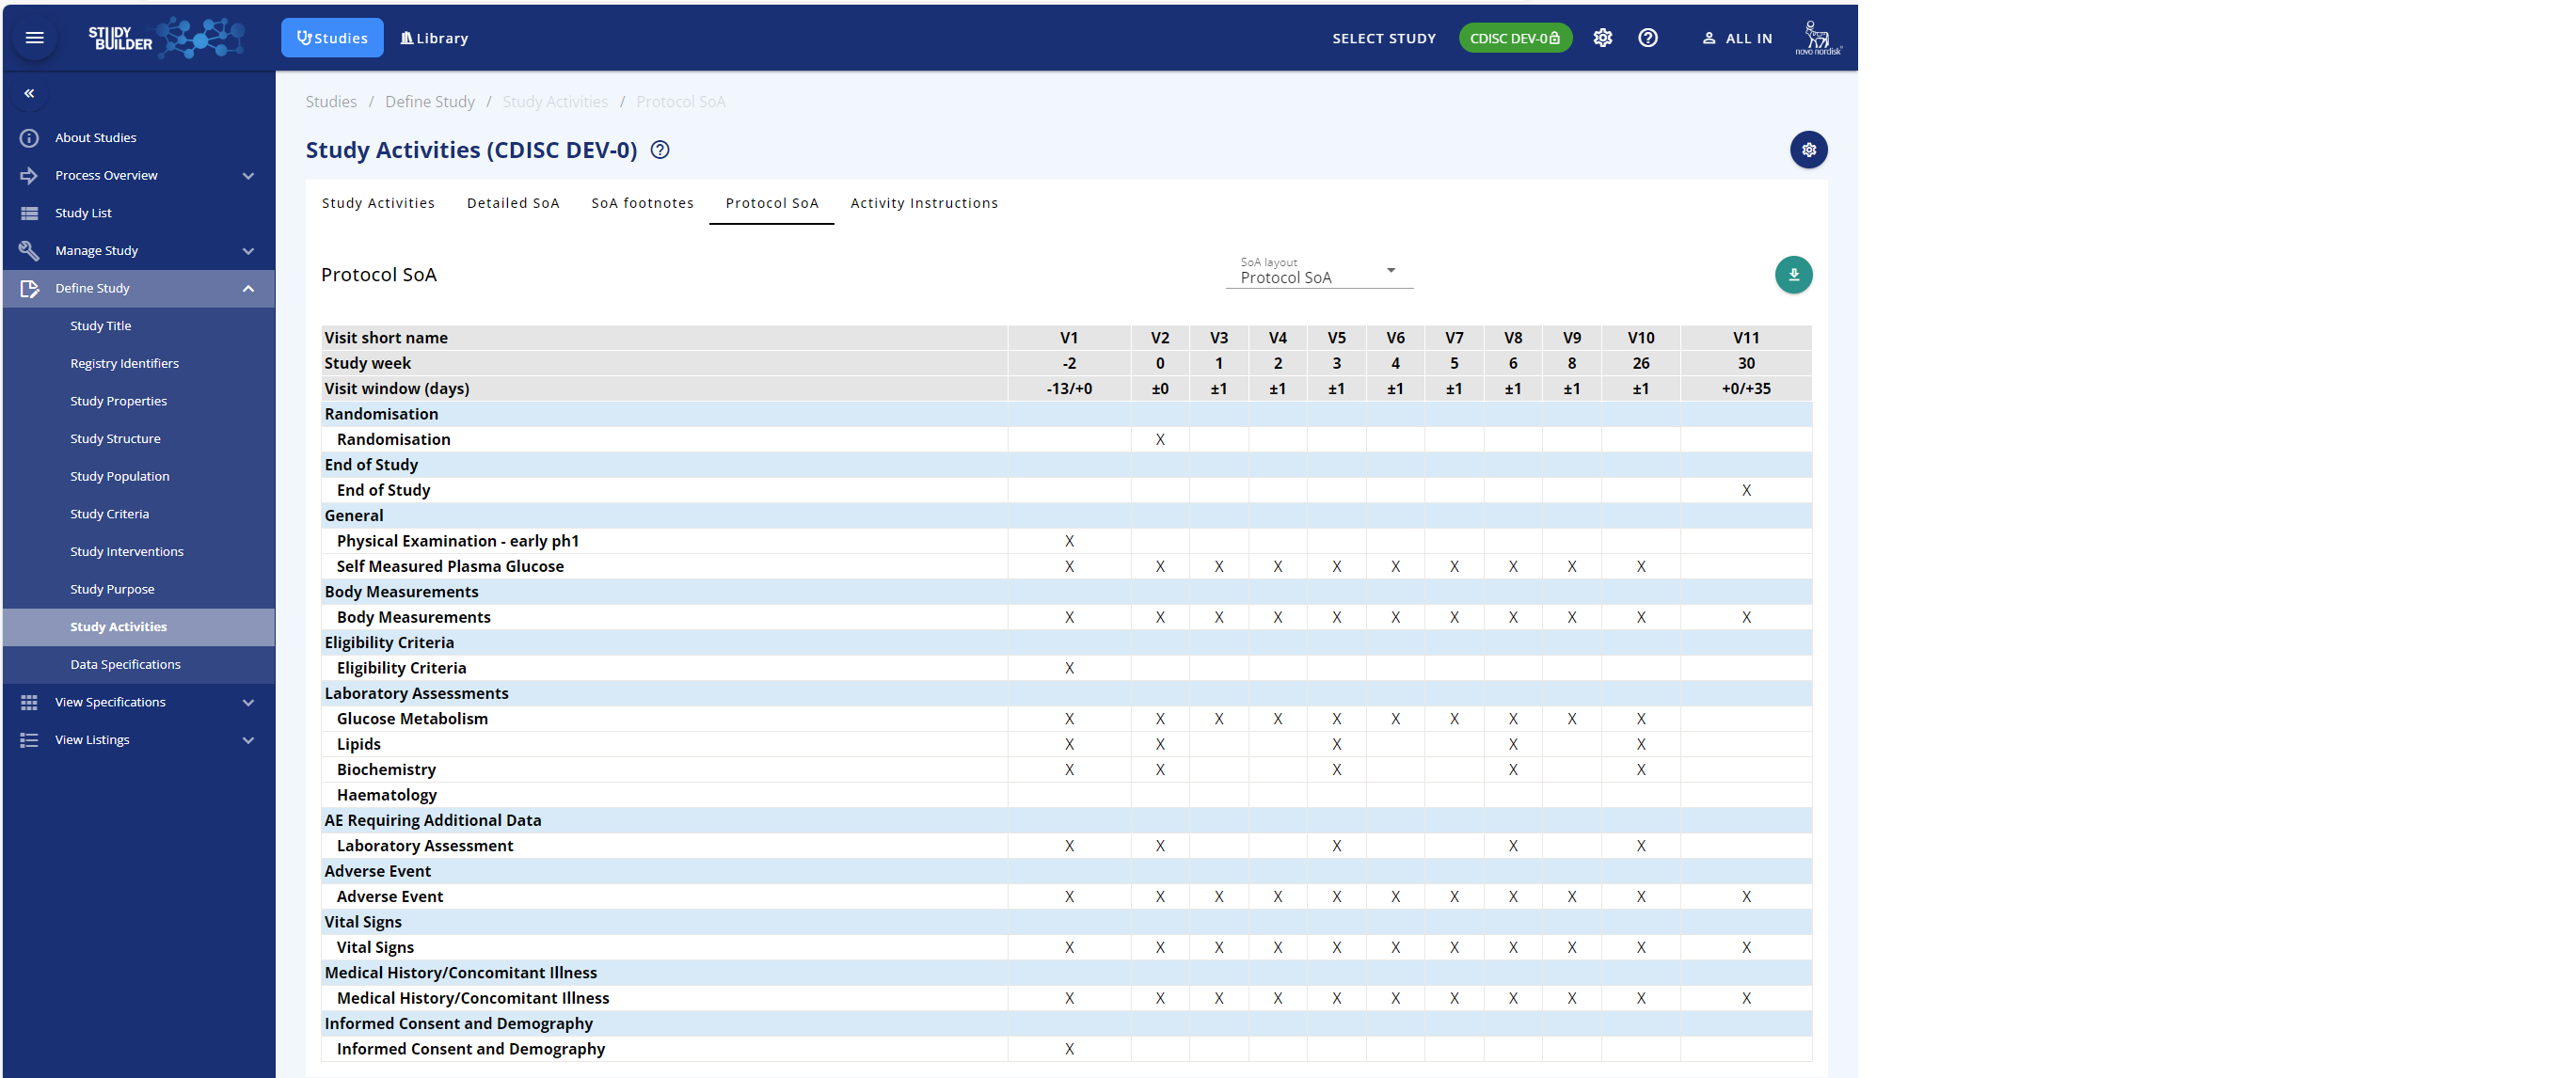 STUDY BUILDER
Studies
Library
SELECT STUDY
CDISC DEV-0
ALL IN
novo nordisk
About Studies
Process Overview
Study List
Manage Study
Define Study
Study Title
Registry Identifiers
Study Properties
Study Structure
Study Population
Study Criteria
Study Interventions
Study Purpose
Study Activities
Data Specifications
View Specifications
View Listings
Studies / Define Study / Study Activities / Protocol SoA
Study Activities (CDISC DEV-0)
Study Activities Detailed SoA SoA footnotes Protocol SoA Activity Instructions
Protocol SoA
SoA layout
Protocol SoA
Visit short name V1 V2 V3 V4 V5 V6 V7 V8 V9 V10 V11
Study week -2 0 1 2 3 4 5 6 8 26 30
Visit window (days) -13/+0 ±0 ±1 ±1 ±1 ±1 ±1 ±1 ±1 ±1 +0/+35
Randomisation
Randomisation X
End of Study
End of Study X
General
Physical Examination - early ph1 X
Self Measured Plasma Glucose X X X X X X X X X X
Body Measurements
Body Measurements X X X X X X X X X X X
Eligibility Criteria
Eligibility Criteria X
Laboratory Assessments
Glucose Metabolism X X X X X X X X X X
Lipids X X X X X
Biochemistry X X X X X
Haematology
AE Requiring Additional Data
Laboratory Assessment X X X X X
Adverse Event
Adverse Event X X X X X X X X X X X
Vital Signs
Vital Signs X X X X X X X X X X X
Medical History/Concomitant Illness
Medical History/Concomitant Illness X X X X X X X X X X X
Informed Consent and Demography
Informed Consent and Demography X